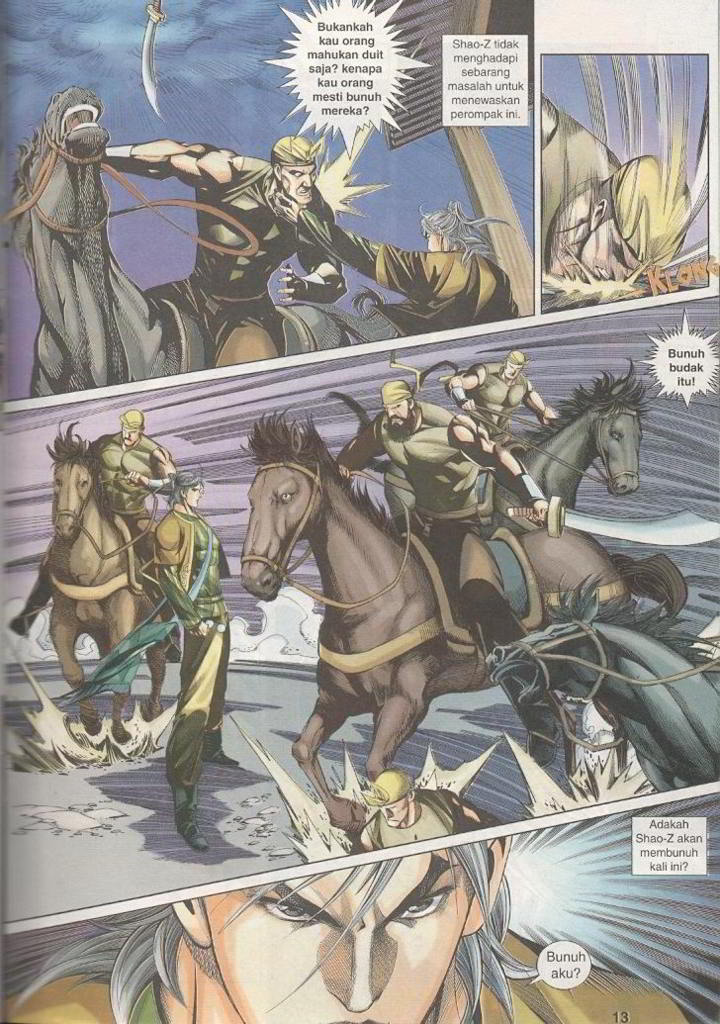 Bukankah
kau orang
mahukan duit
saja? kenapa
kau orang
mesti bunuh
mereka?
Shao-Z tidak
menghadapi
sebarang
masalah untuk
menewaskan
perompak ini.
KLONG
Bunuh
budak
itu!
Adakah
Shao-Z akan
membunuh
kali ini?
Bunuh
aku?
13